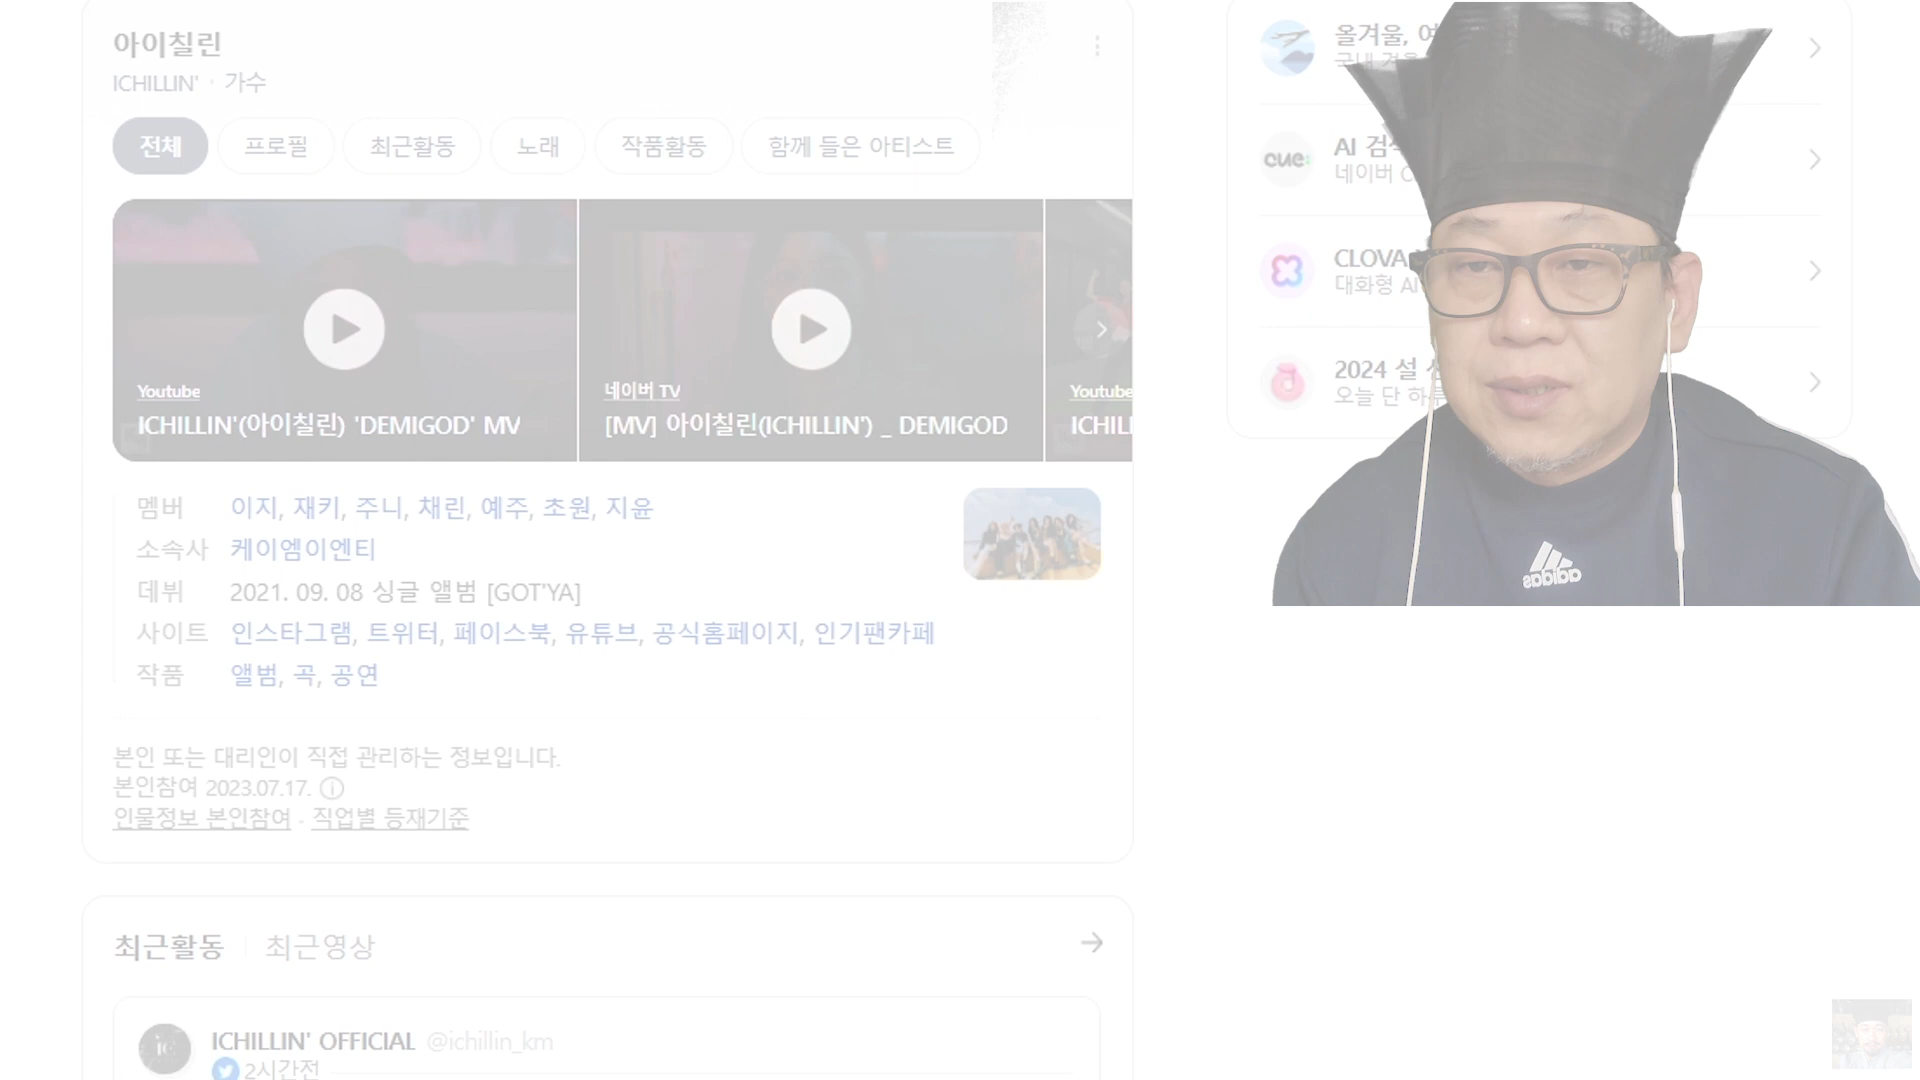 아이칠린
ICHILLIN' · 가수
전체
프로필
최근활동
노래
작품활동
함께 들은 아티스트
Youtube
ICHILLIN'(아이칠린) 'DEMIGOD' MV
네이버 TV
[MV] 아이칠린(ICHILLIN') _ DEMIGOD
Youtube
ICHIL
멤버 이지, 재키, 주니, 채린, 예주, 초원, 지윤
소속사 케이엠이엔티
데뷔 2021. 09. 08 싱글 앨범 [GOT'YA]
사이트 인스타그램, 트위터, 페이스북, 유튜브, 공식홈페이지, 인기팬카페
작품 앨범, 곡, 공연
본인 또는 대리인이 직접 관리하는 정보입니다.
본인참여 2023.07.17.
인물정보 본인참여 · 직업별 등재기준
최근활동
최근영상
ICHILLIN' OFFICIAL @ichillin_km
2시간전
올겨울,
국내
cue:
AI
네이버
CLOVA
대화형 AI
2024 설
오늘 단
adidas